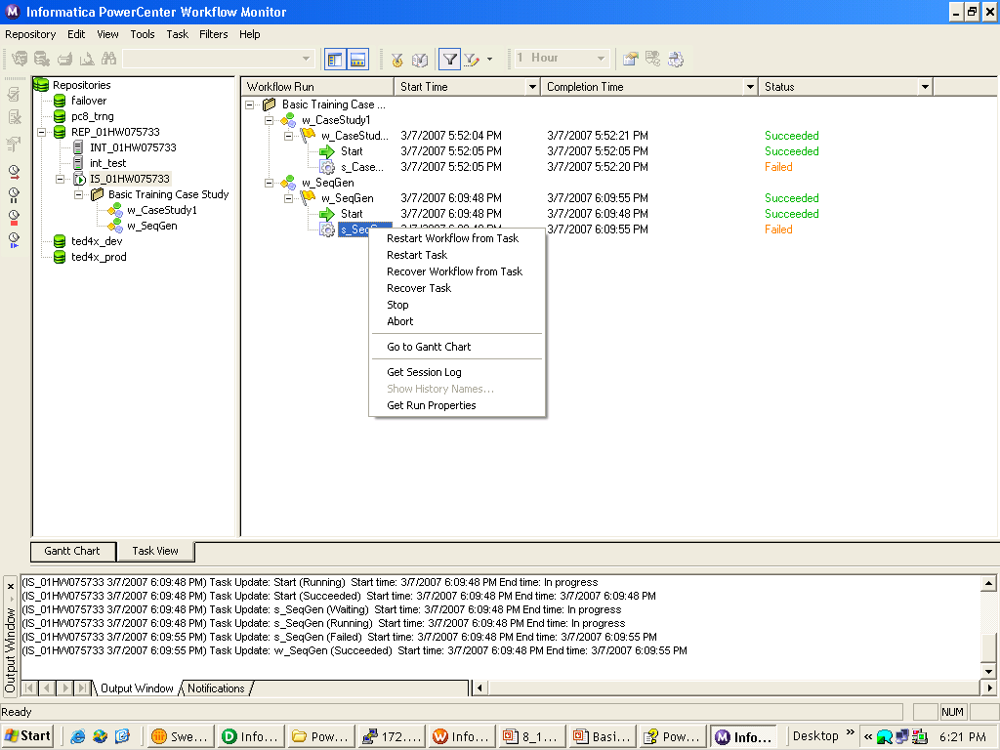 Informatica PowerCenter Workflow Monitor
Repository Edit View Tools Task Filters Help
1 Hour
Repositories
failover
pc8_trng
REP_01HW075733
INT_01HW075733
int_test
IS_01HW075733
Basic Training Case Study
w_CaseStudy1
w_SeqGen
ted4x_dev
ted4x_prod
Workflow Run Start Time Completion Time Status
Basic Training Case ...
w_CaseStudy1
w_CaseStud... 3/7/2007 5:52:04 PM 3/7/2007 5:52:21 PM Succeeded
Start 3/7/2007 5:52:05 PM 3/7/2007 5:52:05 PM Succeeded
s_Case... 3/7/2007 5:52:05 PM 3/7/2007 5:52:20 PM Failed
w_SeqGen
w_SeqGen 3/7/2007 6:09:48 PM 3/7/2007 6:09:55 PM Succeeded
Start 3/7/2007 6:09:48 PM 3/7/2007 6:09:48 PM Succeeded
s_SeqG... 3/7/2007 6:09:48 PM 3/7/2007 6:09:55 PM Failed
Restart Workflow from Task
Restart Task
Recover Workflow from Task
Recover Task
Stop
Abort
Go to Gantt Chart
Get Session Log
Show History Names...
Get Run Properties
Gantt Chart Task View
Output Window
(IS_01HW075733 3/7/2007 6:09:48 PM) Task Update: Start (Running) Start time: 3/7/2007 6:09:48 PM End time: In progress
(IS_01HW075733 3/7/2007 6:09:48 PM) Task Update: Start (Succeeded) Start time: 3/7/2007 6:09:48 PM End time: 3/7/2007 6:09:48 PM
(IS_01HW075733 3/7/2007 6:09:48 PM) Task Update: s_SeqGen (Waiting) Start time: 3/7/2007 6:09:48 PM End time: In progress
(IS_01HW075733 3/7/2007 6:09:48 PM) Task Update: s_SeqGen (Running) Start time: 3/7/2007 6:09:48 PM End time: In progress
(IS_01HW075733 3/7/2007 6:09:55 PM) Task Update: s_SeqGen (Failed) Start time: 3/7/2007 6:09:48 PM End time: 3/7/2007 6:09:55 PM
(IS_01HW075733 3/7/2007 6:09:55 PM) Task Update: w_SeqGen (Succeeded) Start time: 3/7/2007 6:09:48 PM End time: 3/7/2007 6:09:55 PM
Output Window Notifications
Ready NUM
Start Swe... Info... Pow... 172.... Info... 8_1... Basi... Pow... Info... Desktop » « 6:21 PM